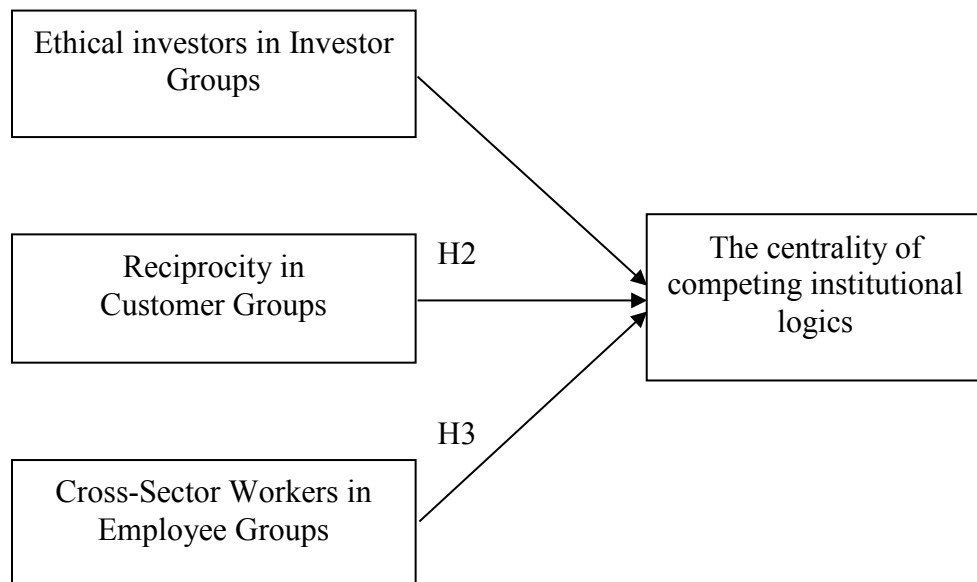 Ethical investors in Investor
Groups
H2
Reciprocity in
Customer Groups
The centrality of
competing institutional
logics
H3
Cross-Sector Workers in
Employee Groups